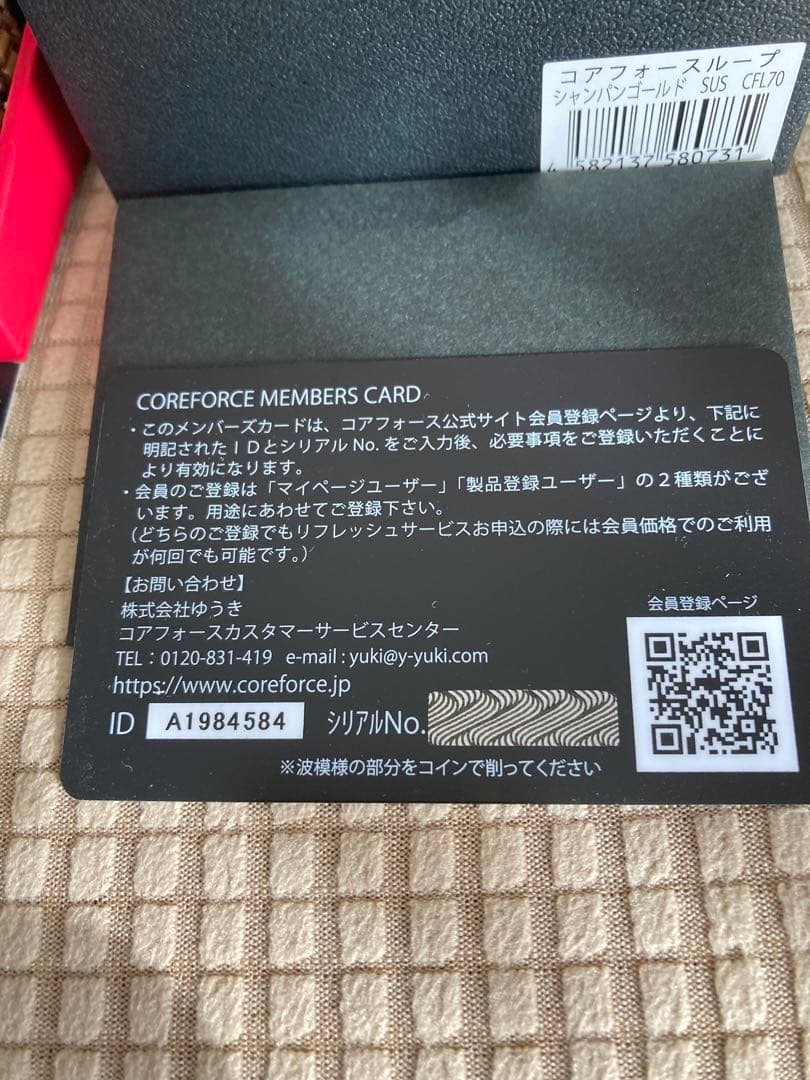 コアフォースループ
シャンパンゴールド SUS CFL70
4 582137 580731
COREFORCE MEMBERS CARD
・このメンバーズカードは、コアフォース公式サイト会員登録ページより、下記に
明記されたIDとシリアルNo.をご入力後、必要事項をご登録いただくことに
より有効になります。
・会員のご登録は「マイページユーザー」「製品登録ユーザー」の2種類がござ
います。用途にあわせてご登録下さい。
(どちらのご登録でもリフレッシュサービスお申込の際には会員価格でのご利用
が何回でも可能です。)
【お問い合わせ】
株式会社ゆうき
コアフォースカスタマーサービスセンター
TEL:0120-831-419 e-mail:yuki@y-yuki.com
https://www.coreforce.jp
会員登録ページ
ID A1984584 シリアルNo.
※波模様の部分をコインで削ってください